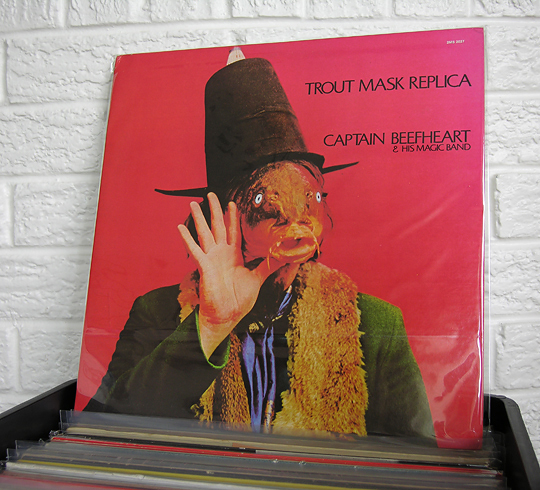 TROUT MASK REPLICA
CAPTAIN BEEFHEART
& HIS MAGIC BAND